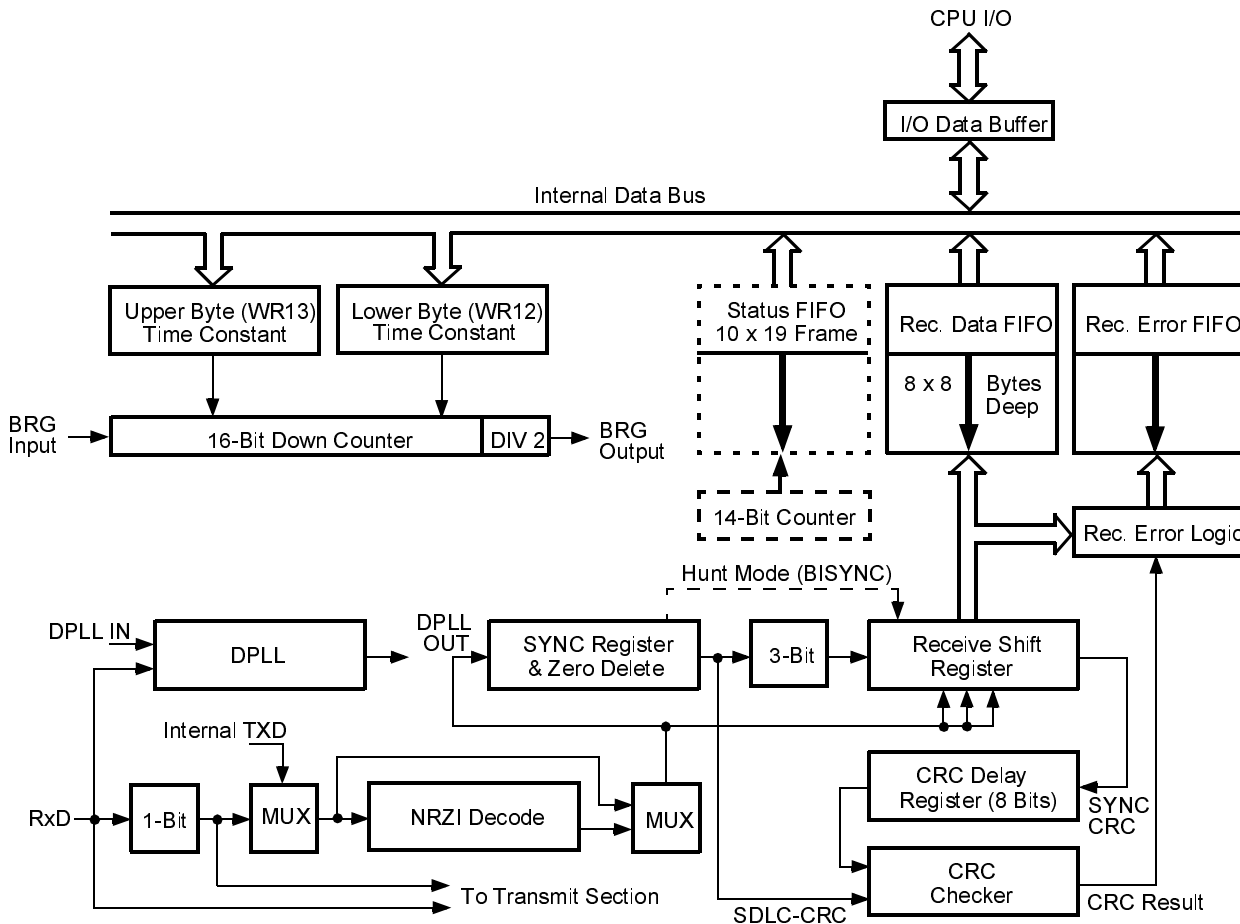 CPU I/O
I/O Data Buffer
Internal Data Bus
Upper Byte (WR13)
Time Constant
Lower Byte (WR12)
Time Constant
Status FIFO
10 x 19 Frame
Rec. Data FIFO
Rec. Error FIFO
8 x 8
Bytes
Deep
BRG
Input
16-Bit Down Counter
DIV 2
BRG
Output
14-Bit Counter
Rec. Error Logic
Hunt Mode (BISYNC)
DPLL IN
DPLL
DPLL
OUT
SYNC Register
& Zero Delete
3-Bit
Receive Shift
Register
Internal TXD
RxD
1-Bit
MUX
NRZI Decode
MUX
CRC Delay
Register (8 Bits)
SYNC
CRC
To Transmit Section
CRC
Checker
SDLC-CRC
CRC Result